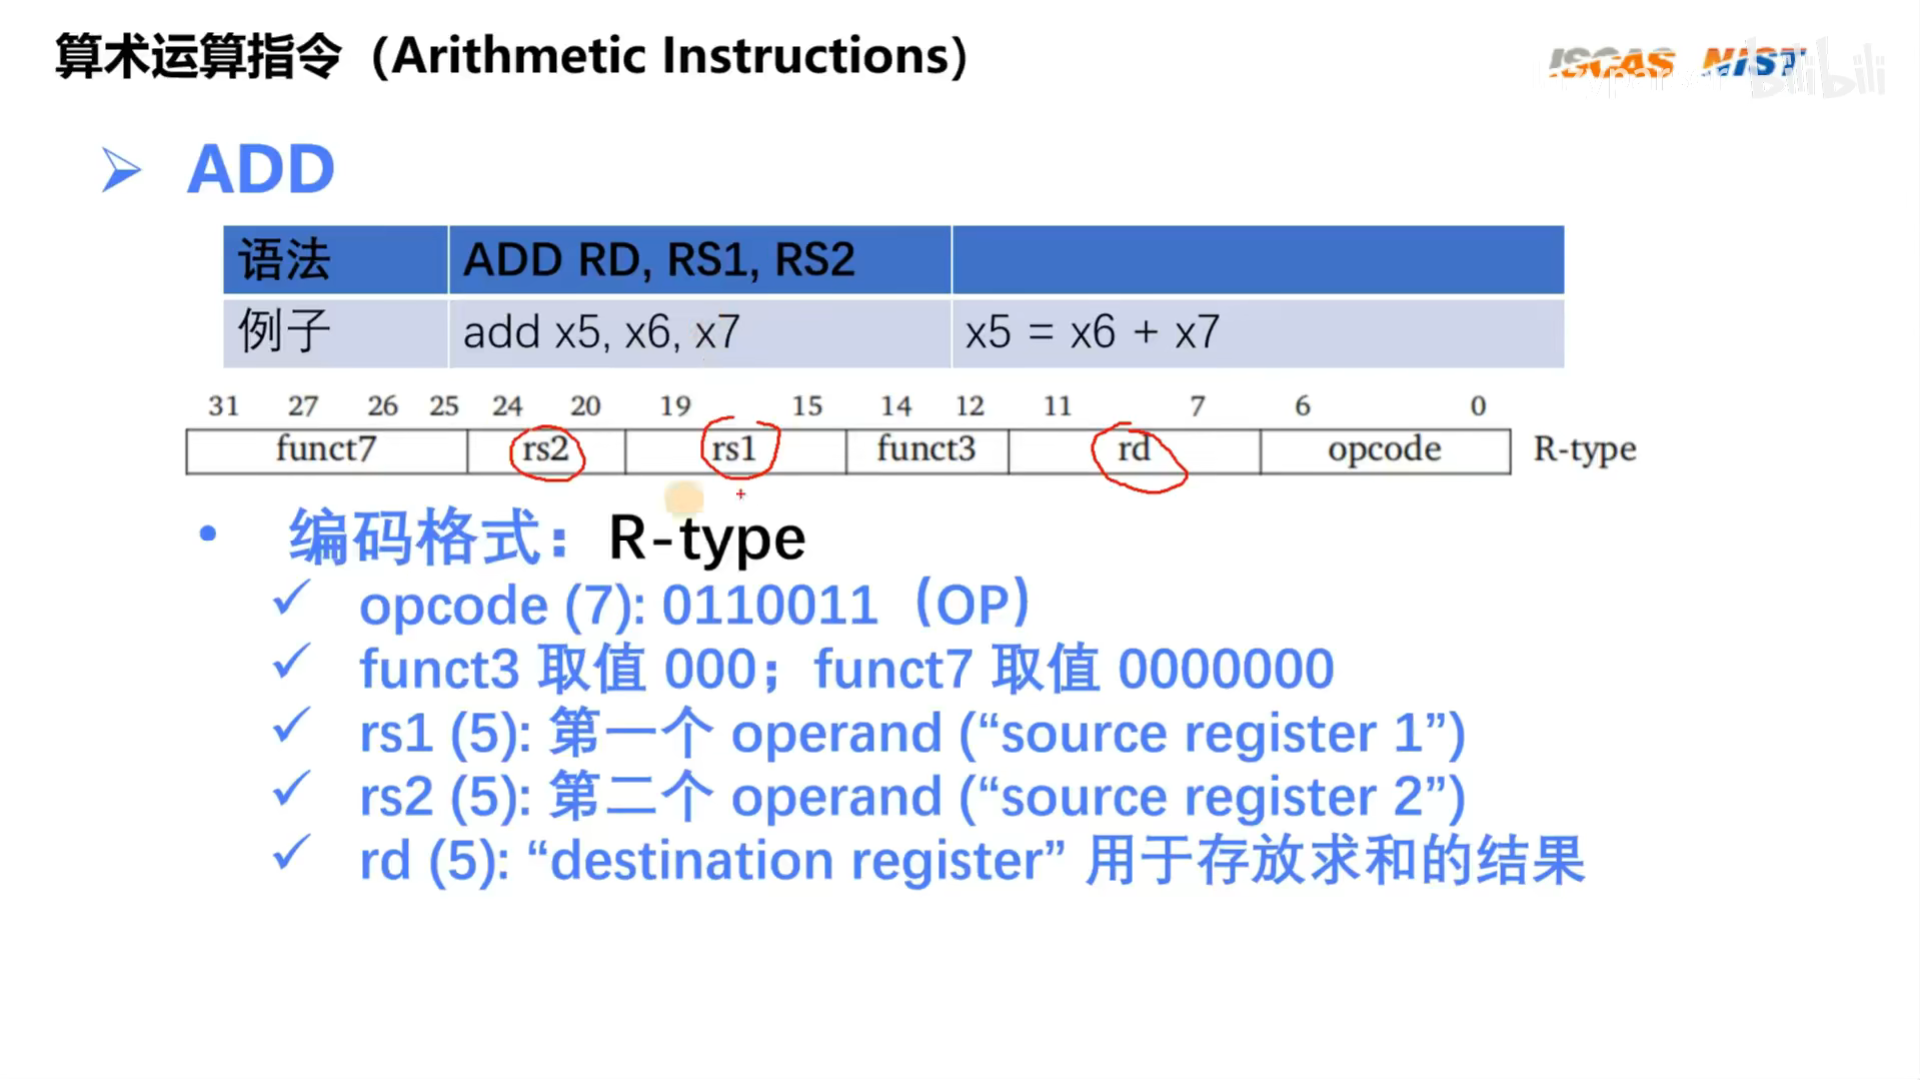 算术运算指令（Arithmetic Instructions）
ISCAS NIST
bilibili
ADD
语法 ADD RD, RS1, RS2
例子 add x5, x6, x7 x5 = x6 + x7
31 27 26 25 24 20 19 15 14 12 11 7 6 0
funct7 rs2 rs1 funct3 rd opcode R-type
• 编码格式：R-type
✓ opcode (7): 0110011（OP）
✓ funct3 取值 000；funct7 取值 0000000
✓ rs1 (5): 第一个 operand (“source register 1”)
✓ rs2 (5): 第二个 operand (“source register 2”)
✓ rd (5): “destination register” 用于存放求和的结果